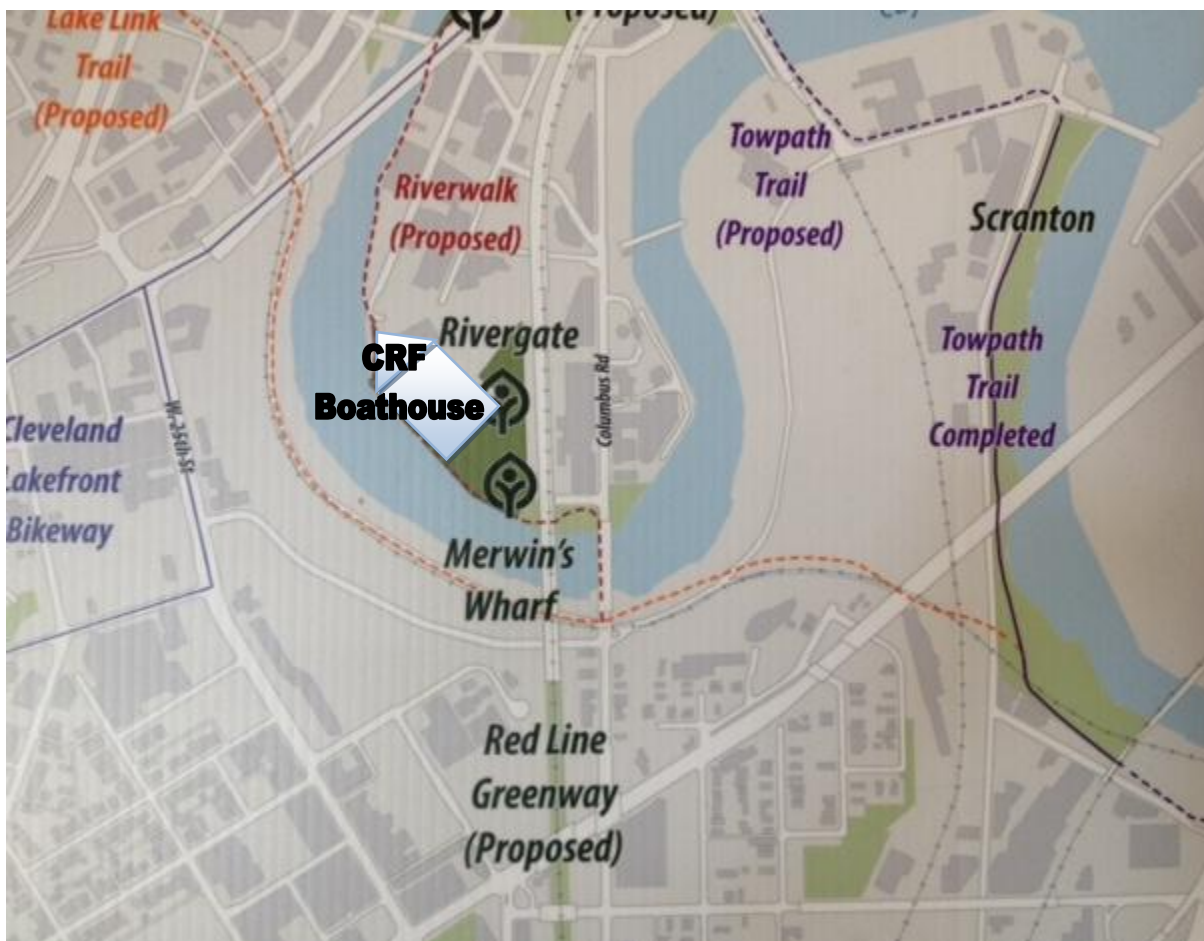 Lake Link
Trail
(Proposed)
(Proposed)
Towpath
Trail
(Proposed)
Riverwalk
(Proposed)
Scranton
Rivergate
CRF
Boathouse
Columbus Rd
Towpath
Trail
Completed
W. 25th St
Cleveland
Lakefront
Bikeway
Merwin's
Wharf
Red Line
Greenway
(Proposed)